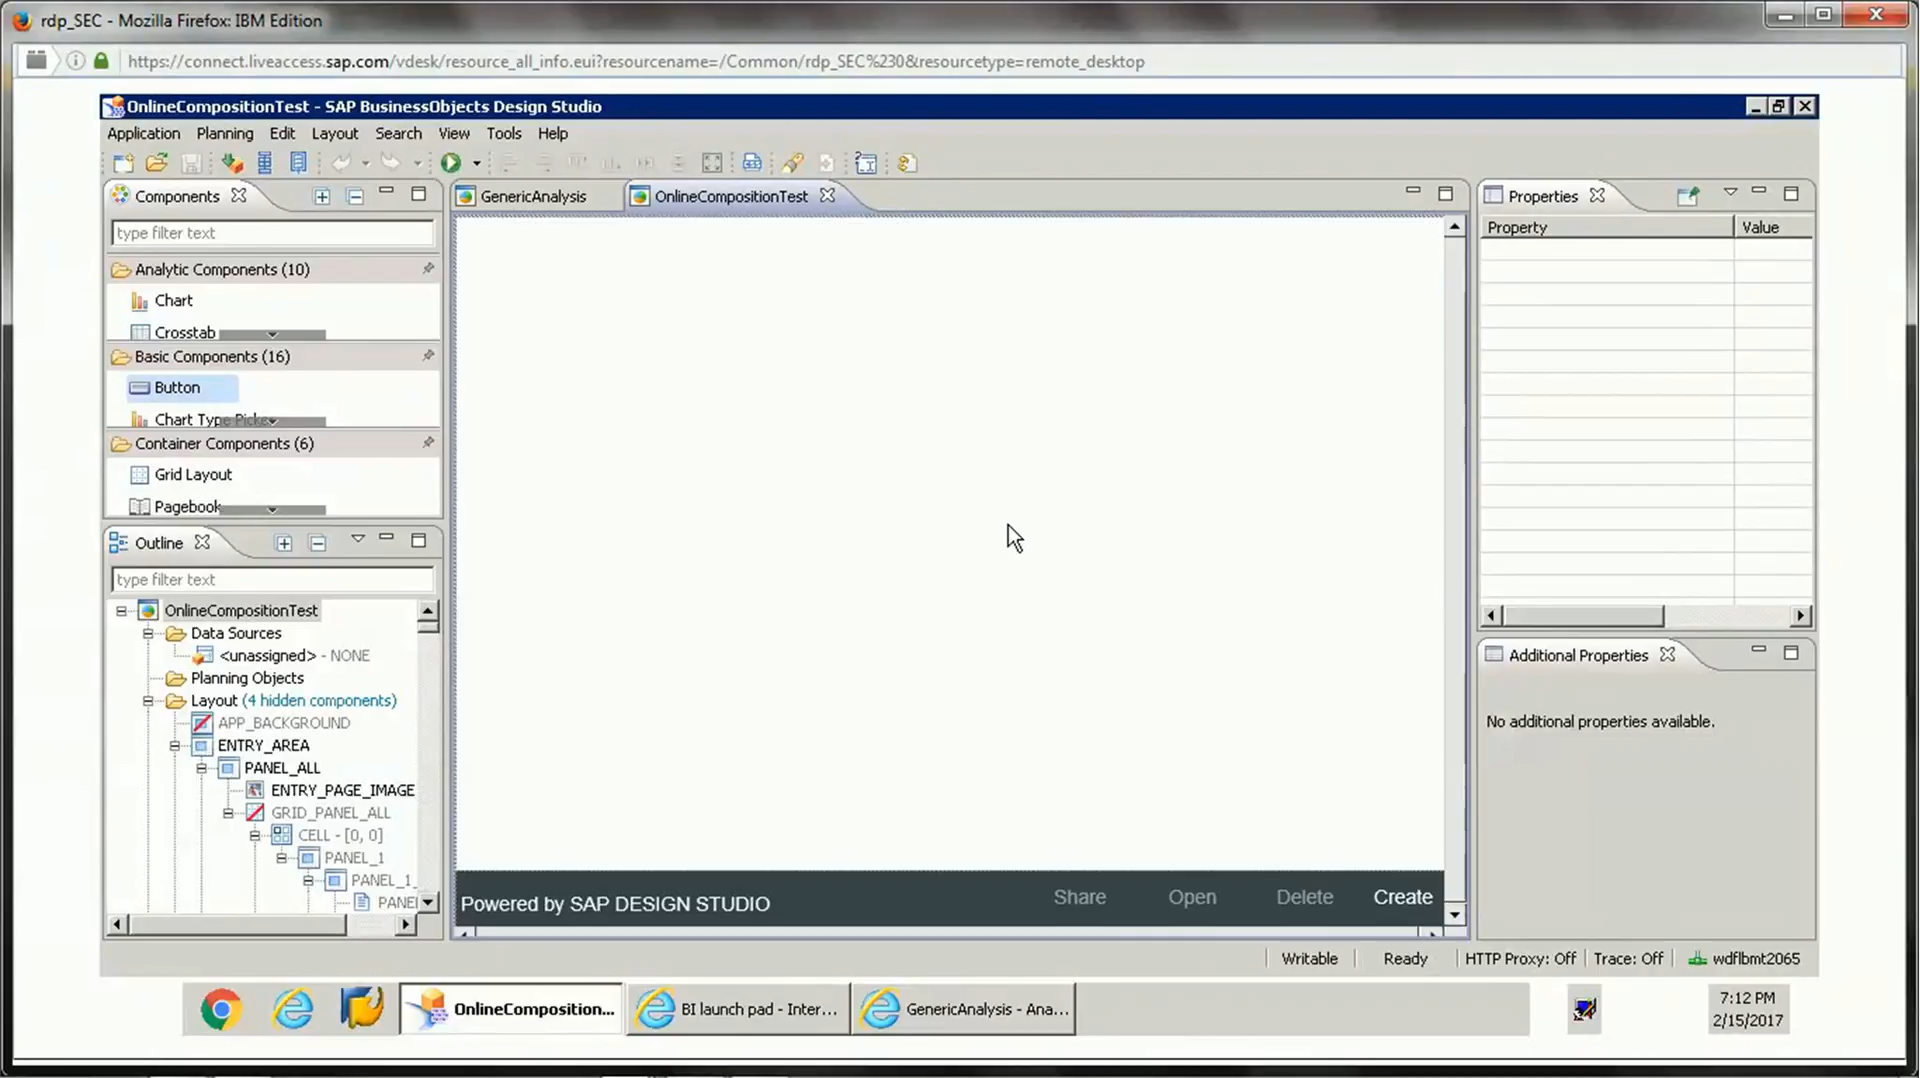 rdp_SEC - Mozilla Firefox: IBM Edition
https://connect.liveaccess.sap.com/vdesk/resource_all_info.eui?resourcename=/Common/rdp_SEC%230&resourcetype=remote_desktop
OnlineCompositionTest - SAP BusinessObjects Design Studio
Application Planning Edit Layout Search View Tools Help
Components
type filter text
Analytic Components (10)
Chart
Crosstab
Basic Components (16)
Button
Chart Type Picke
Container Components (6)
Grid Layout
Pagebook
Outline
type filter text
OnlineCompositionTest
Data Sources
<unassigned> - NONE
Planning Objects
Layout (4 hidden components)
APP_BACKGROUND
ENTRY_AREA
PANEL_ALL
ENTRY_PAGE_IMAGE
GRID_PANEL_ALL
CELL - [0, 0]
PANEL_1
PANEL_1_
PANE
GenericAnalysis
OnlineCompositionTest
Powered by SAP DESIGN STUDIO
Share Open Delete Create
Properties
Property Value
Additional Properties
No additional properties available.
Writable Ready HTTP Proxy: Off Trace: Off wdflbmt2065
OnlineComposition...
BI launch pad - Inter...
GenericAnalysis - Ana...
7:12 PM
2/15/2017